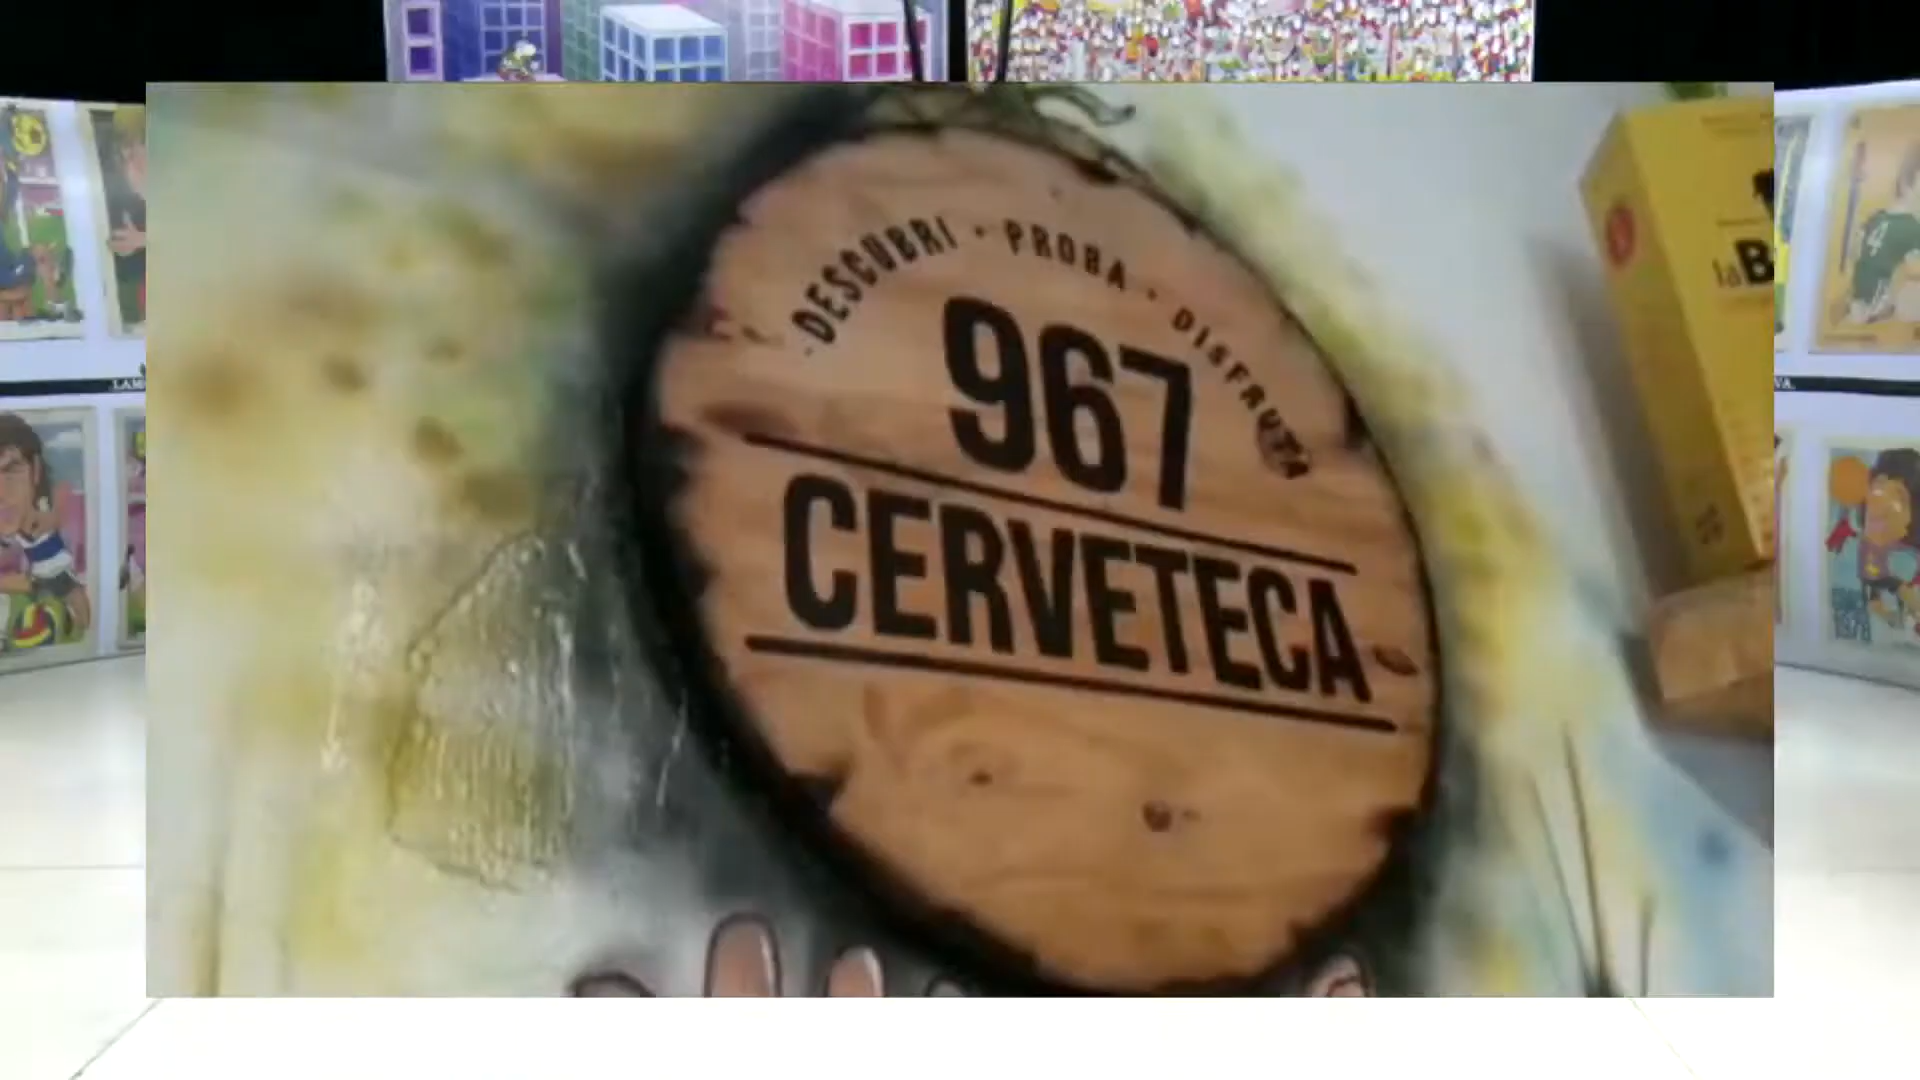 DESCUBRI · PROBA · DISFRUTA
967
CERVETECA